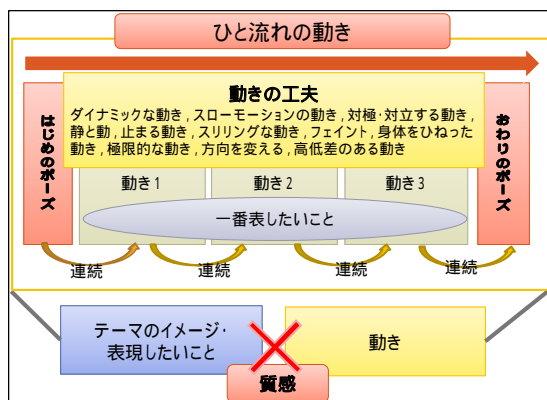 ひと流れの動き
動きの工夫
ダイナミックな動き,スローモーションの動き,対極・対立する動き,
静と動,止まる動き,スリリングな動き,フェイント,身体をひねった
動き,極限的な動き,方向を変える,高低差のある動き
はじめのポーズ
動き1
動き2
動き3
おわりのポーズ
一番表したいこと
連続
連続
連続
連続
テーマのイメージ・
表現したいこと
動き
質感